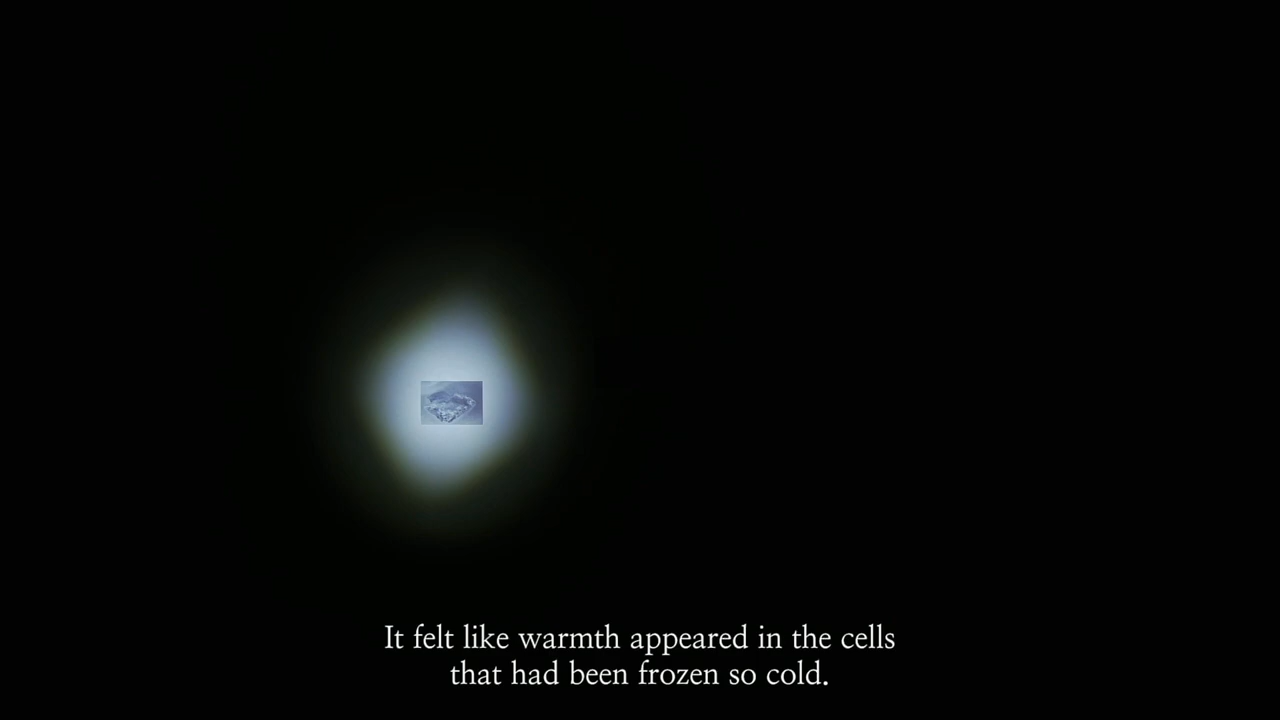 It felt like warmth appeared in the cells
that had been frozen so cold.